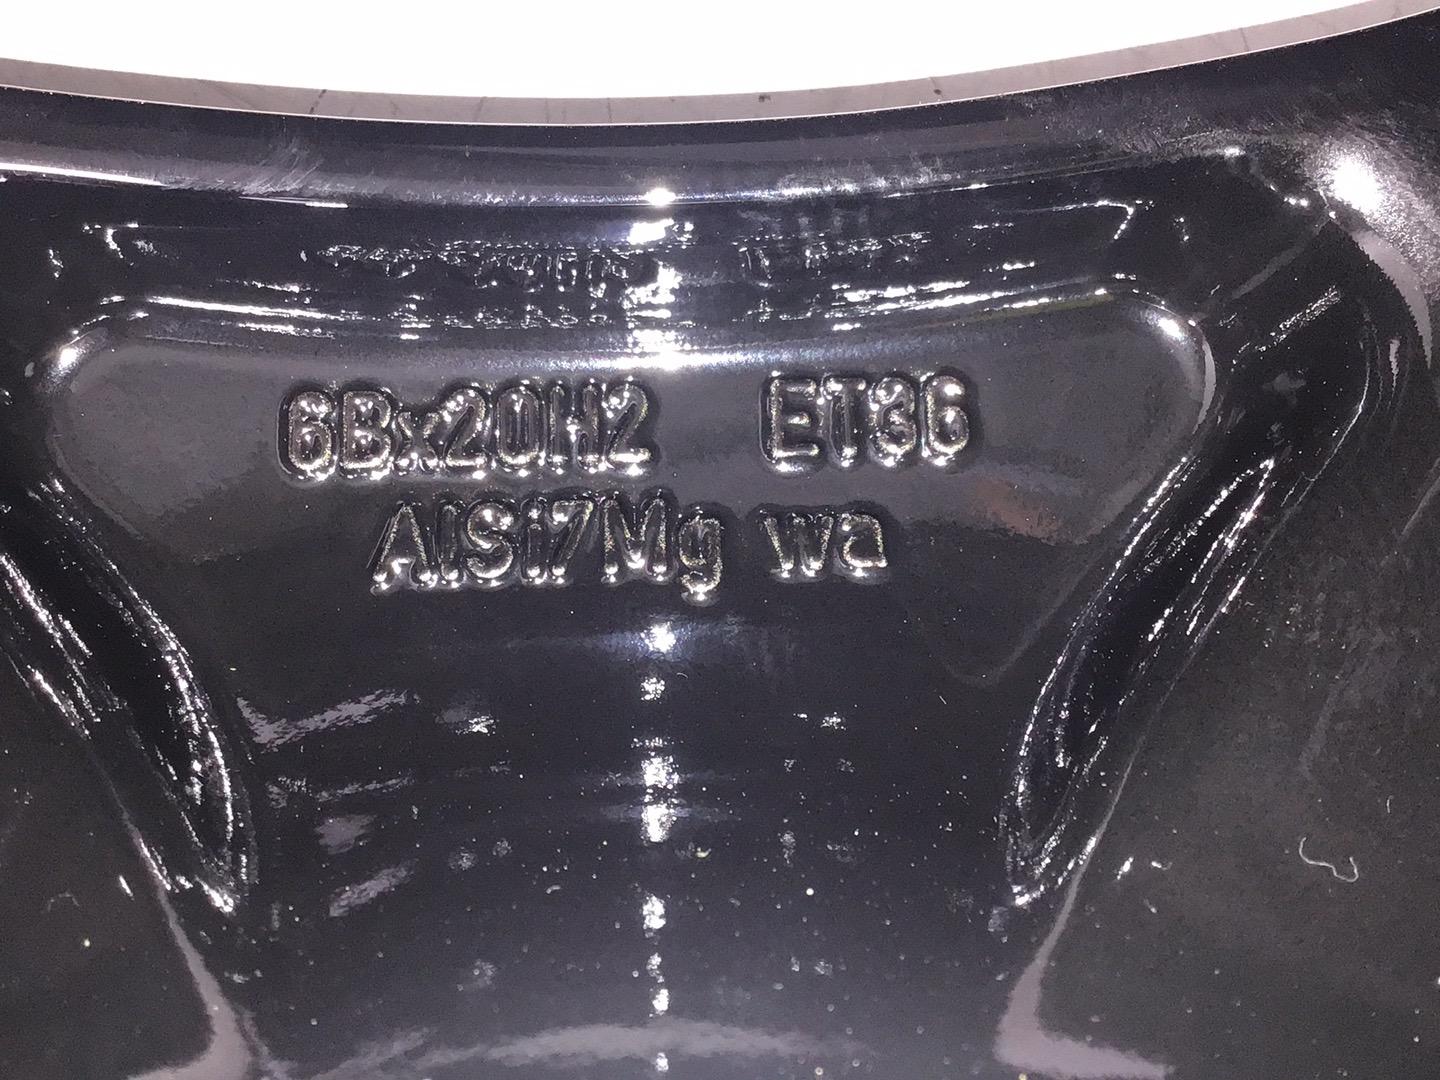 6Bx20H2 ET36
AlSi7Mg wa